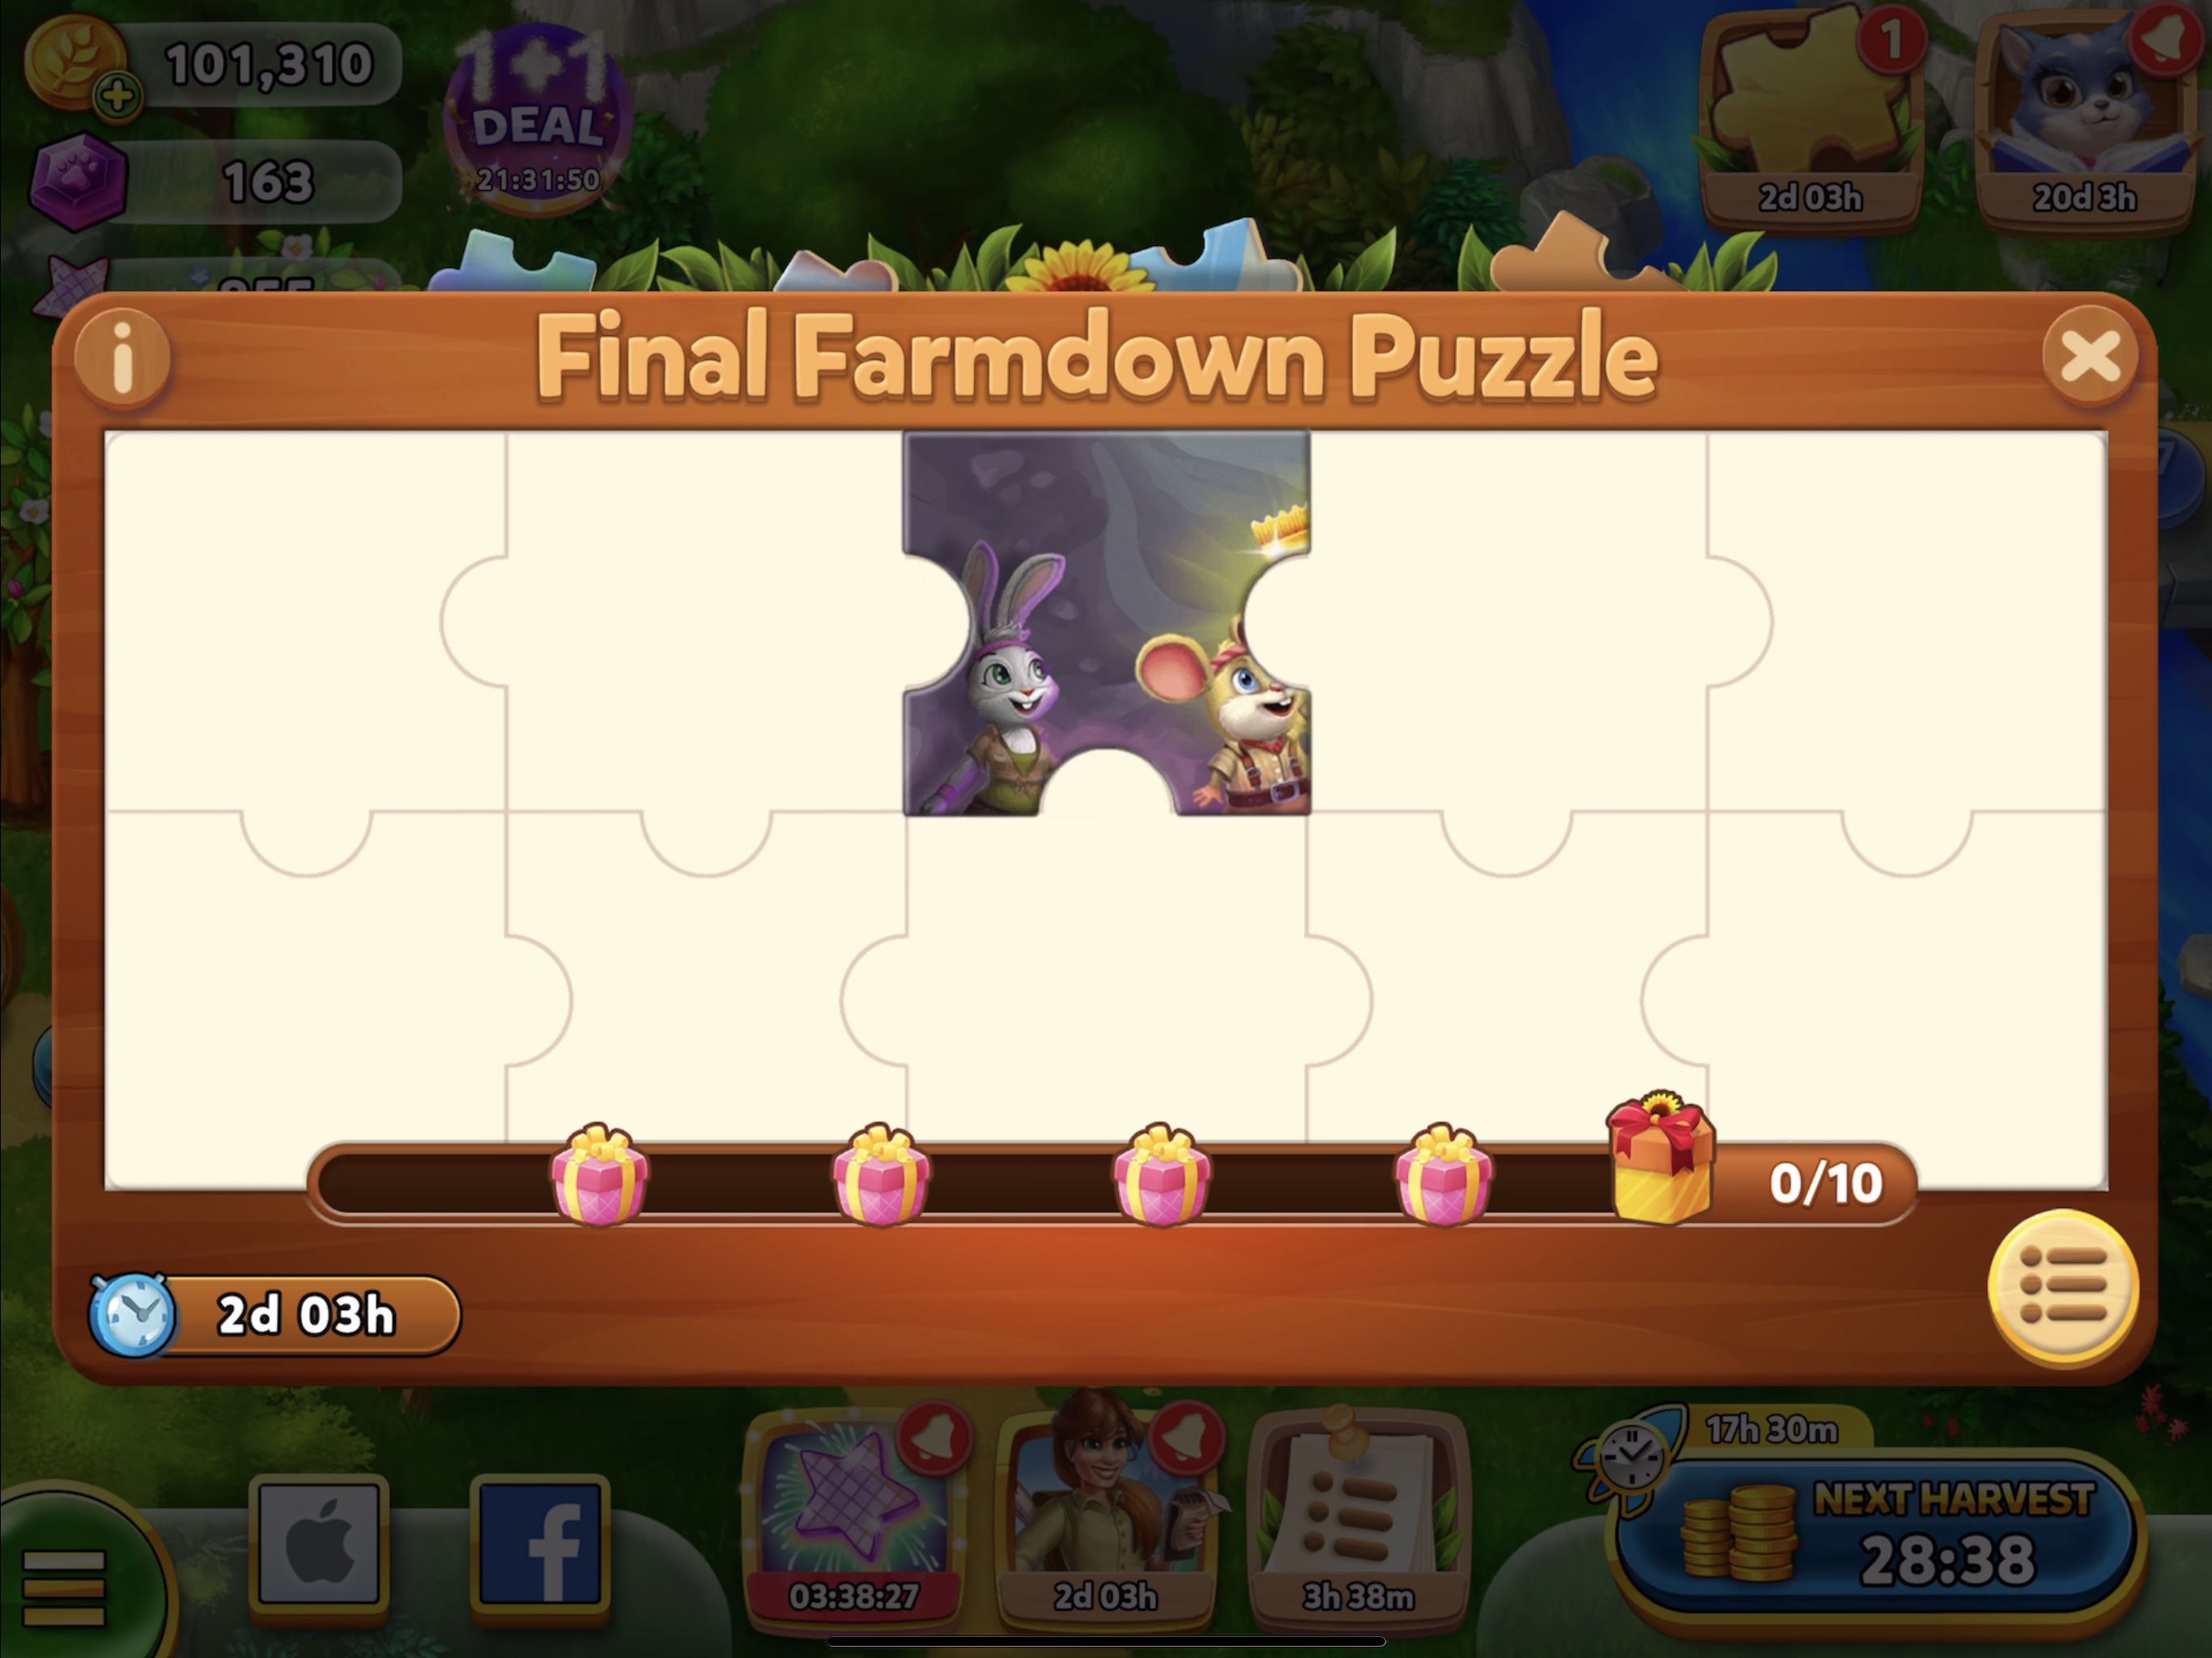 101,310
1+1
DEAL
21:31:50
163
1
2d 03h
20d 3h
Final Farmdown Puzzle
0/10
2d 03h
03:38:27
2d 03h
3h 38m
17h 30m
NEXT HARVEST
28:38